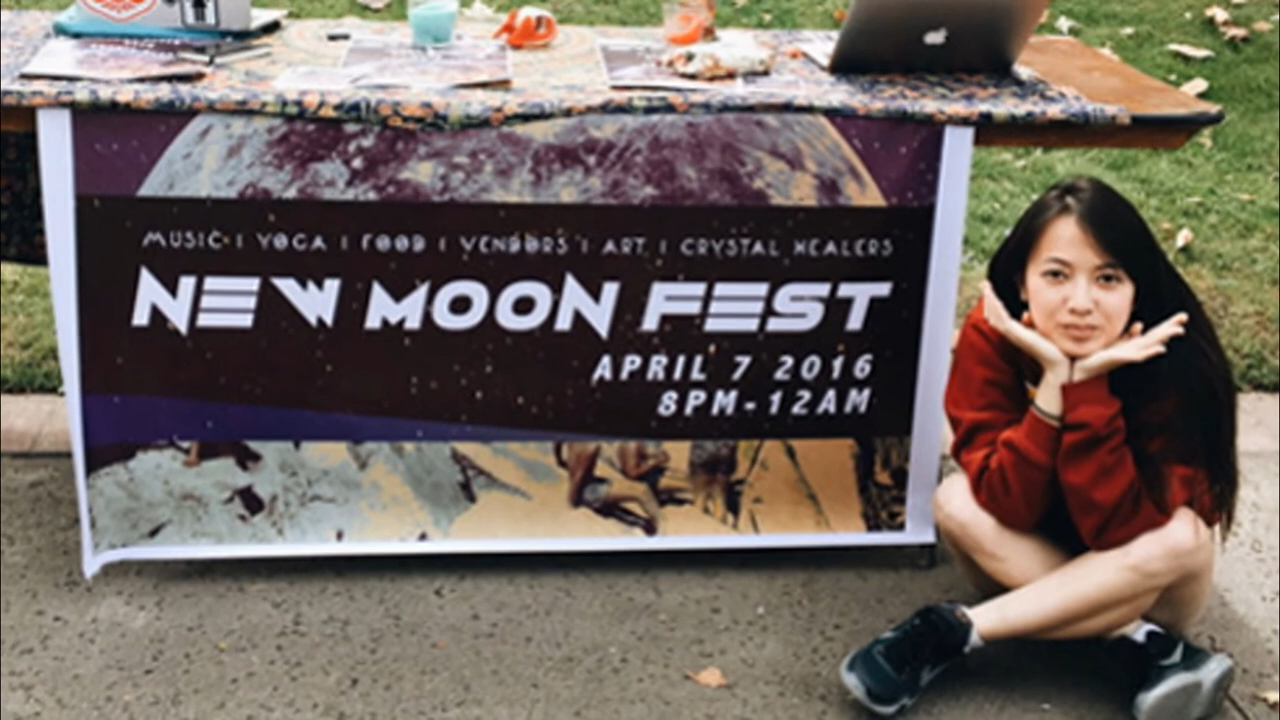 MUSIC | YOGA | FOOD | VENDORS | ART | CRYSTAL HEALERS
NEW MOON FEST
APRIL 7 2016
8PM-12AM